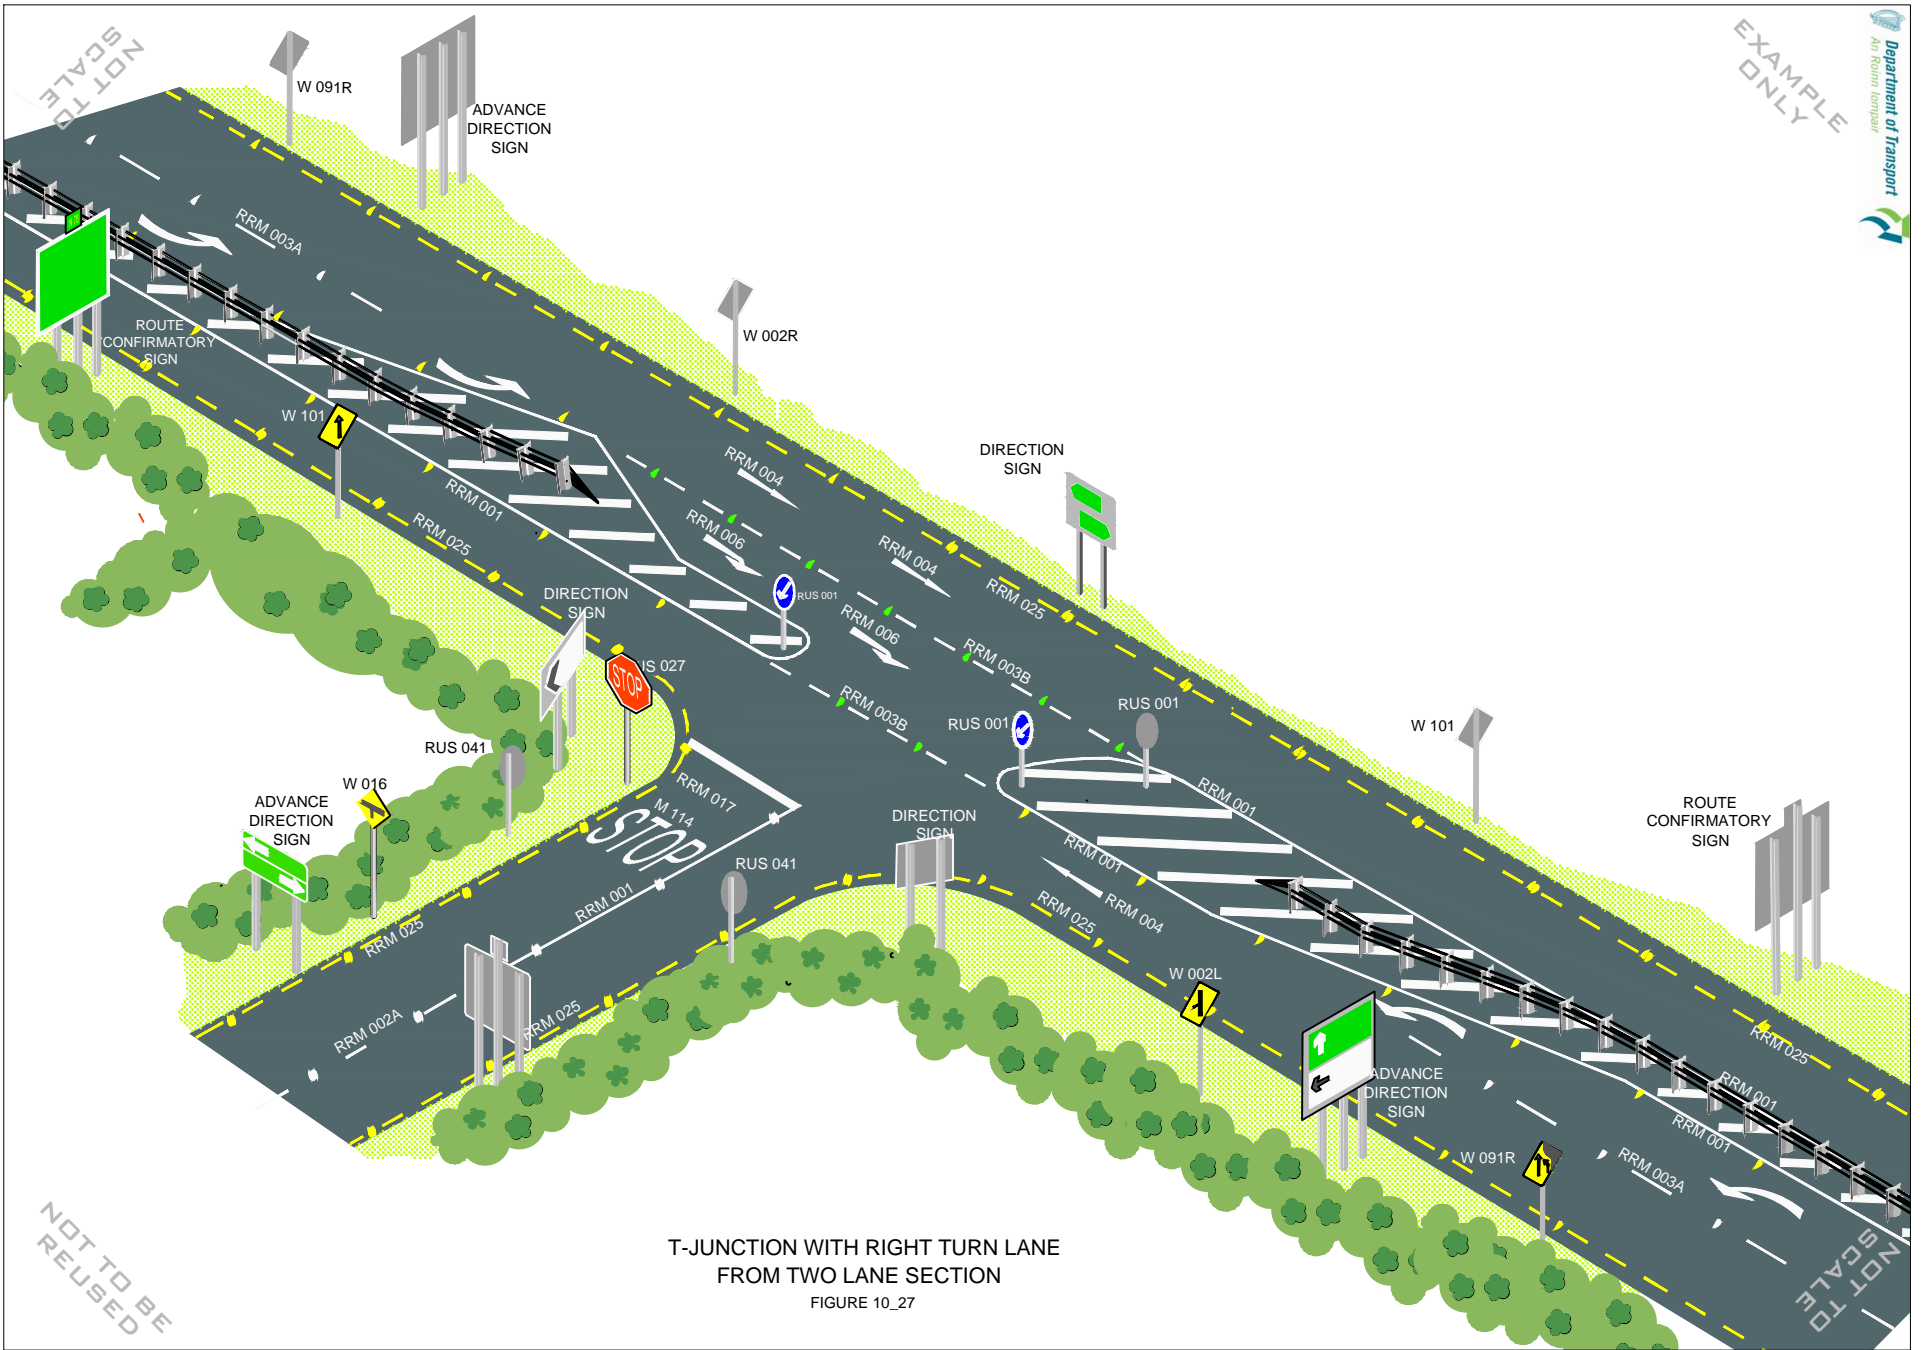 NOT TO
SCALE
EXAMPLE
ONLY
Department of Transport
An Roinn Iompair
W 091R
ADVANCE
DIRECTION
SIGN
RRM 003A
ROUTE
CONFIRMATORY
SIGN
W 002R
W 101
RRM 001
RRM 025
RRM 004
RRM 006
DIRECTION
SIGN
RRM 004
RRM 025
RUS 001
RRM 006
RRM 003B
DIRECTION
SIGN
STOP
RRM 003B
RUS 001
RUS 001
W 101
RUS 041
W 016
ADVANCE
DIRECTION
SIGN
RRM 017
M 114
STOP
RUS 041
RRM 001
RRM 025
RRM 002A
RRM 025
DIRECTION
SIGN
RRM 001
RRM 001
RRM 004
RRM 025
ROUTE
CONFIRMATORY
SIGN
W 002L
RRM 025
ADVANCE
DIRECTION
SIGN
RRM 001
RRM 001
W 091R
RRM 003A
T-JUNCTION WITH RIGHT TURN LANE
FROM TWO LANE SECTION
FIGURE 10_27
NOT TO BE
REUSED
NOT TO
SCALE